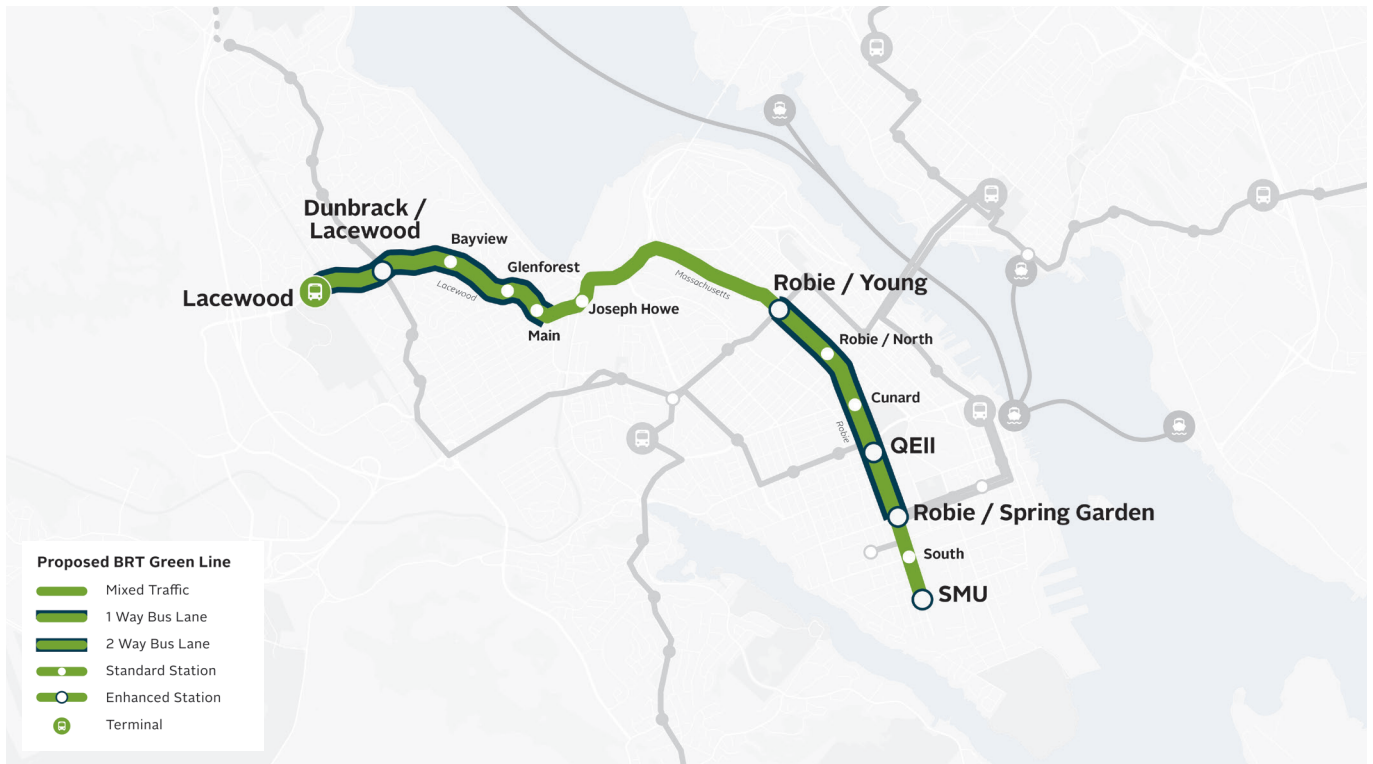 Dunbrack /
Lacewood
Bayview
Glenforest
Lacewood
Lacewood
Main
Joseph Howe
Massachusetts
Robie / Young
Robie / North
Cunard
Robie
QEII
Robie / Spring Garden
South
SMU
Proposed BRT Green Line
Mixed Traffic
1 Way Bus Lane
2 Way Bus Lane
Standard Station
Enhanced Station
Terminal